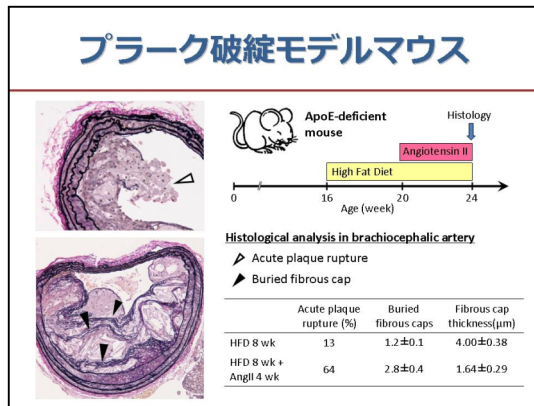 プラーク破綻モデルマウス
ApoE-deficient
mouse
Histology
Angiotensin II
High Fat Diet
0 16 20 24
Age (week)
Histological analysis in brachiocephalic artery
Acute plaque rupture
Buried fibrous cap
Acute plaque rupture (%) Buried fibrous caps Fibrous cap thickness(μm)
HFD 8 wk 13 1.2±0.1 4.00±0.38
HFD 8 wk + AngII 4 wk 64 2.8±0.4 1.64±0.29